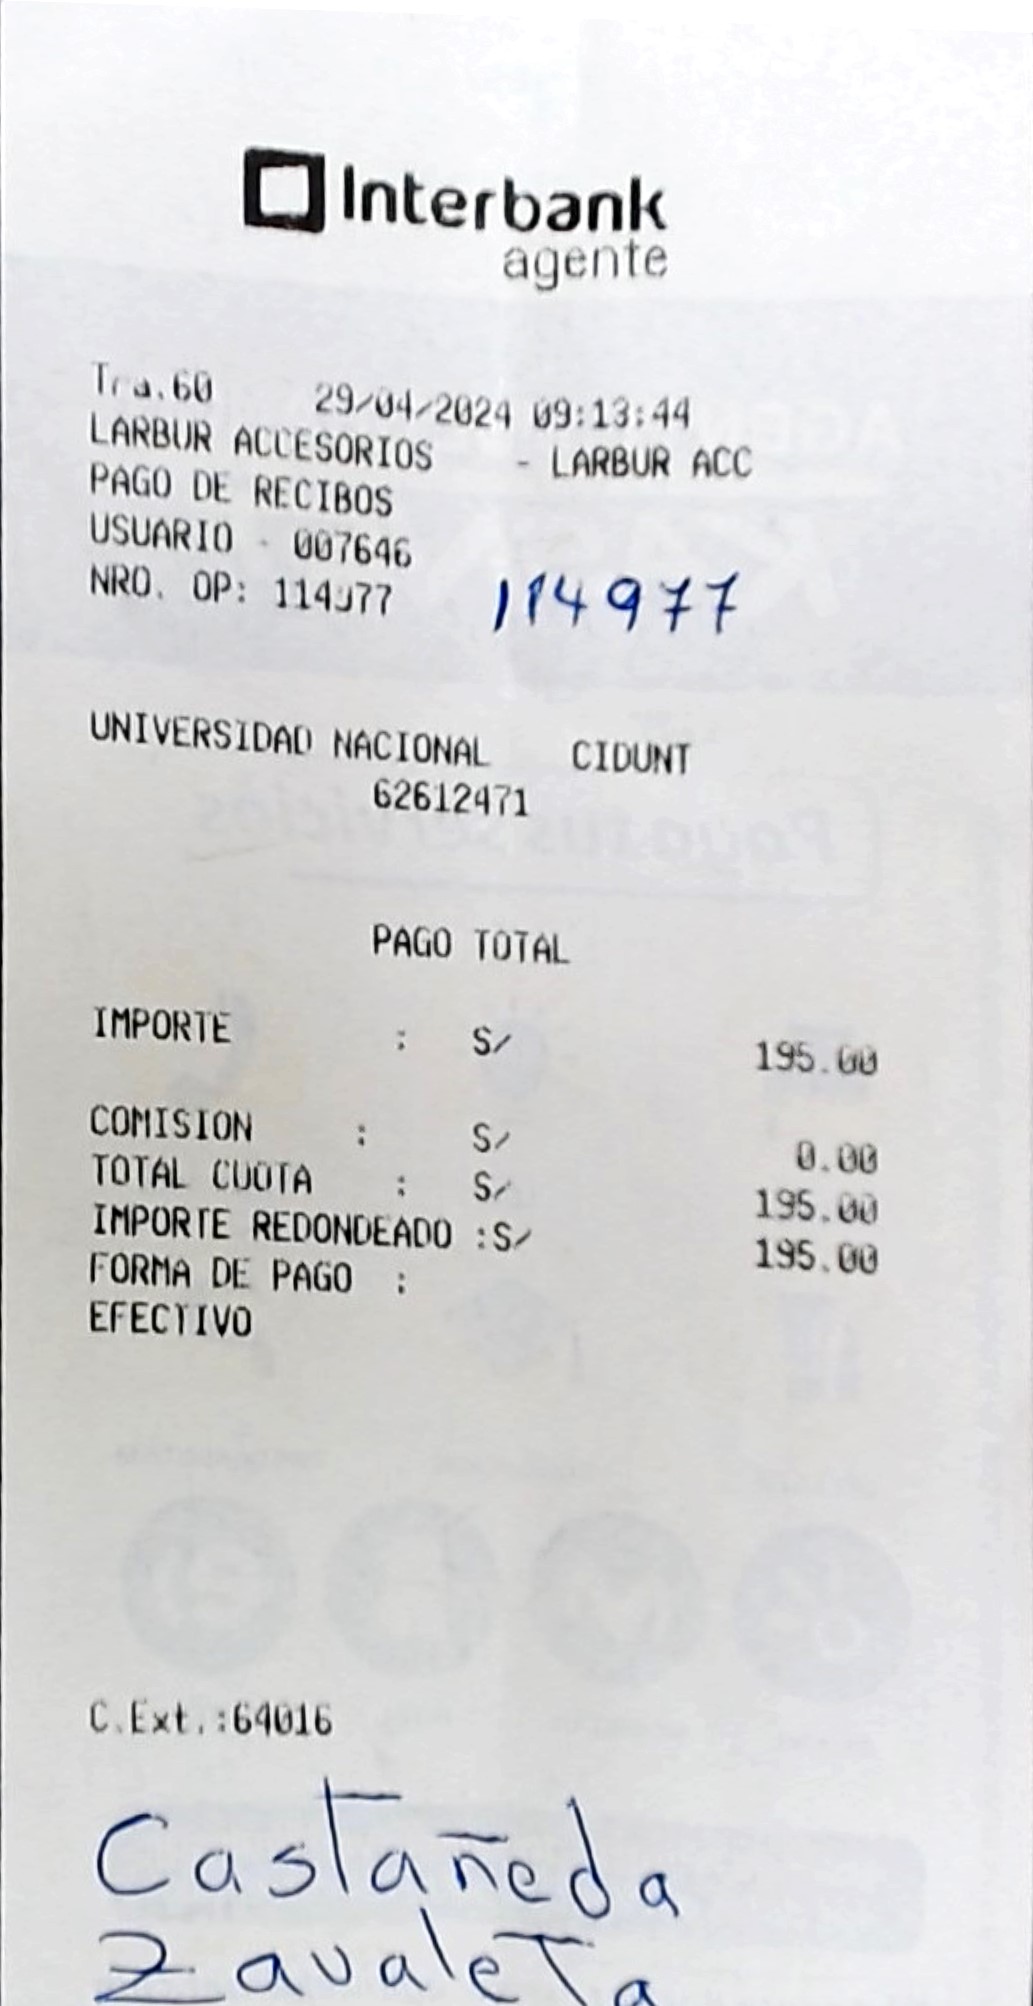 Interbank
agente
Tra.60 29/04/2024 09:13:44
LARBUR ACCESORIOS - LARBUR ACC
PAGO DE RECIBOS
USUARIO - 007646
NRO. OP: 114977 114977
UNIVERSIDAD NACIONAL CIDUNT
62612471
PAGO TOTAL
IMPORTE : S/ 195.00
COMISION : S/ 0.00
TOTAL CUOTA : S/ 195.00
IMPORTE REDONDEADO :S/ 195.00
FORMA DE PAGO :
EFECTIVO
C.Ext.:64016
Castañeda
Zavaleta